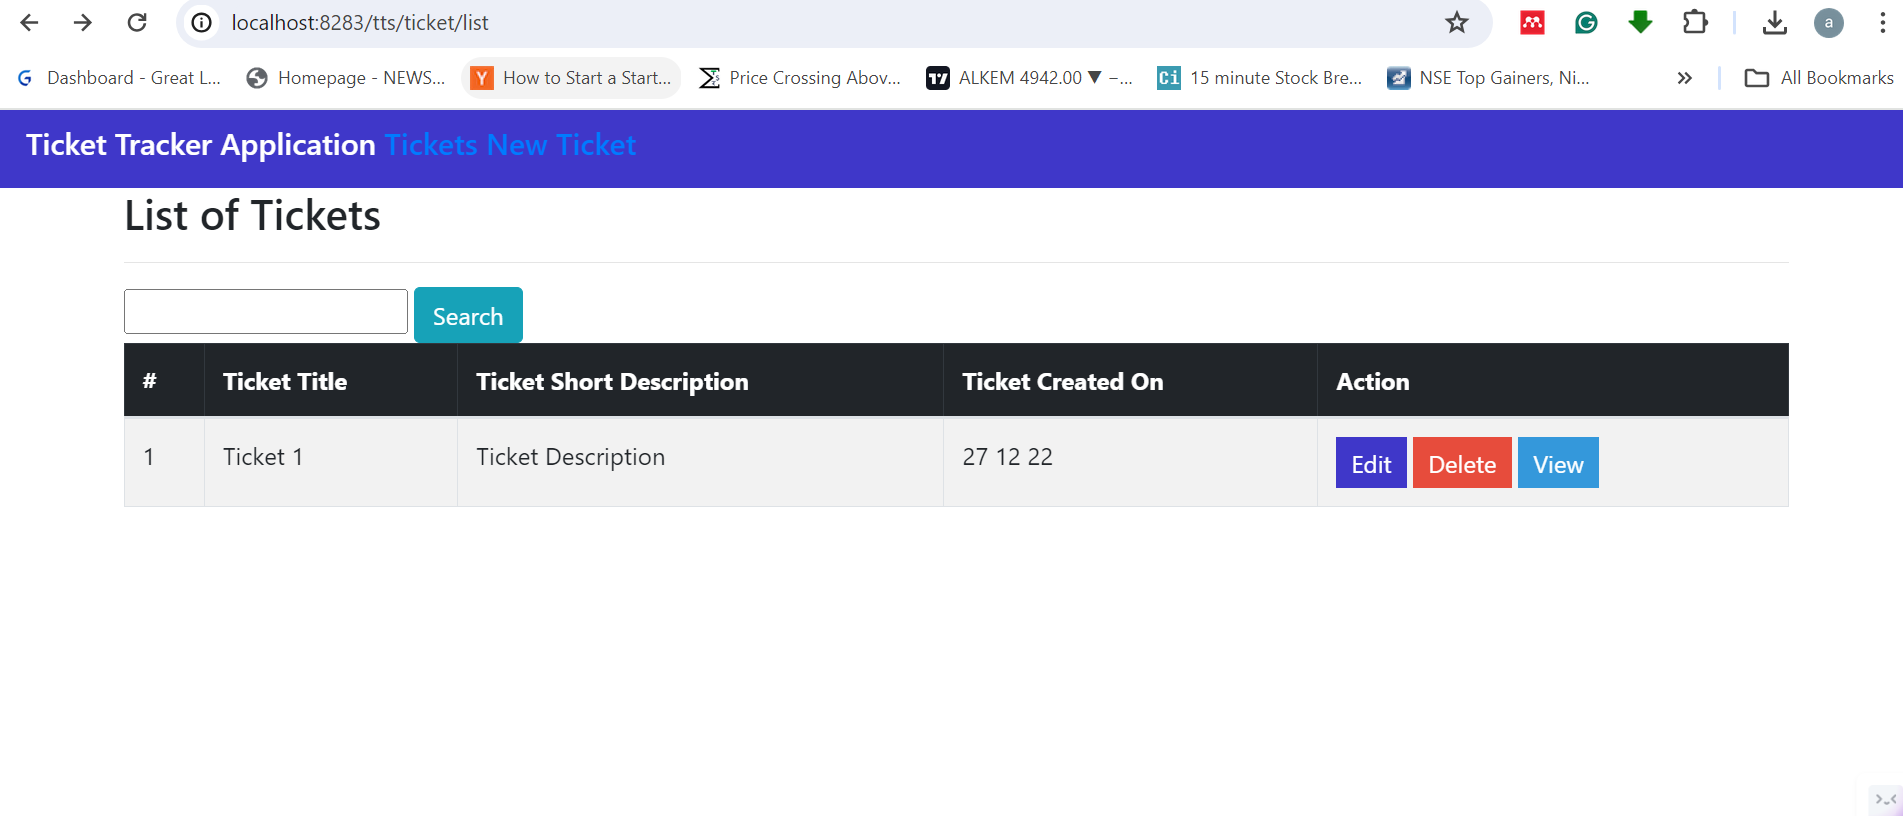 localhost:8283/tts/ticket/list
a
G Dashboard - Great L... Homepage - NEWS... Y How to Start a Start... Price Crossing Abov... ALKEM 4942.00 ▼ −... Ci 15 minute Stock Bre... NSE Top Gainers, Ni... » All Bookmarks
Ticket Tracker Application Tickets New Ticket
List of Tickets
Search
# Ticket Title Ticket Short Description Ticket Created On Action
1 Ticket 1 Ticket Description 27 12 22 Edit Delete View